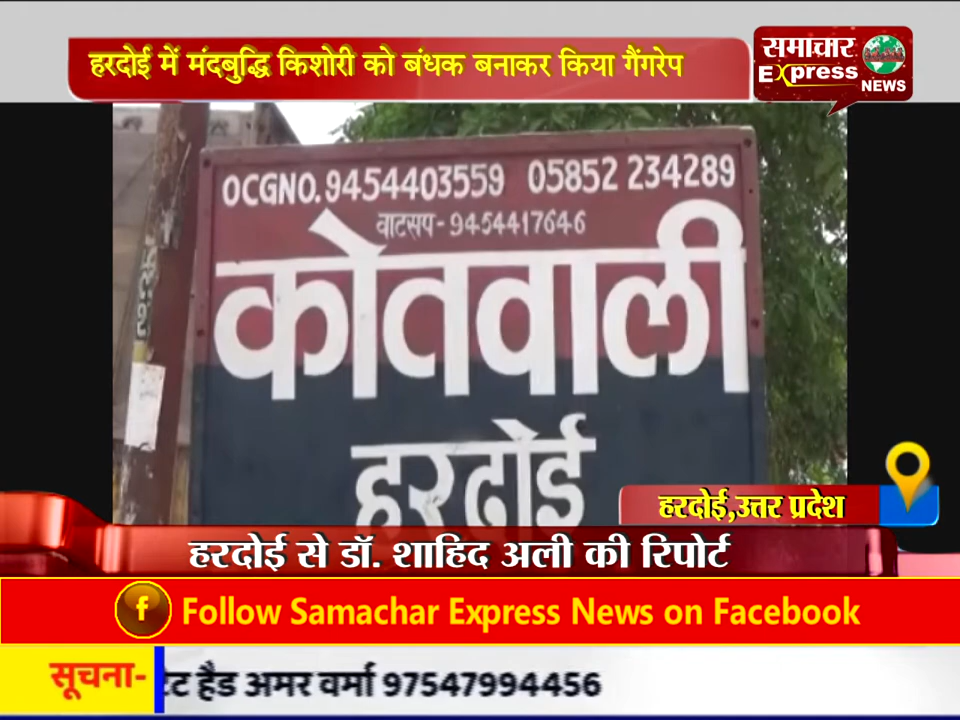 हरदोई में मंदबुद्धि किशोरी को बंधक बनाकर किया गैंगरेप
समाचार
Express
NEWS
OCGNO.9454403559 05852 234289
वाटसप-9454417646
कोतवाली
हरदोई
हरदोई,उत्तर प्रदेश
हरदोई से डॉ. शाहिद अली की रिपोर्ट
f Follow Samachar Express News on Facebook
सूचना- टेट हैड अमर वर्मा 97547994456